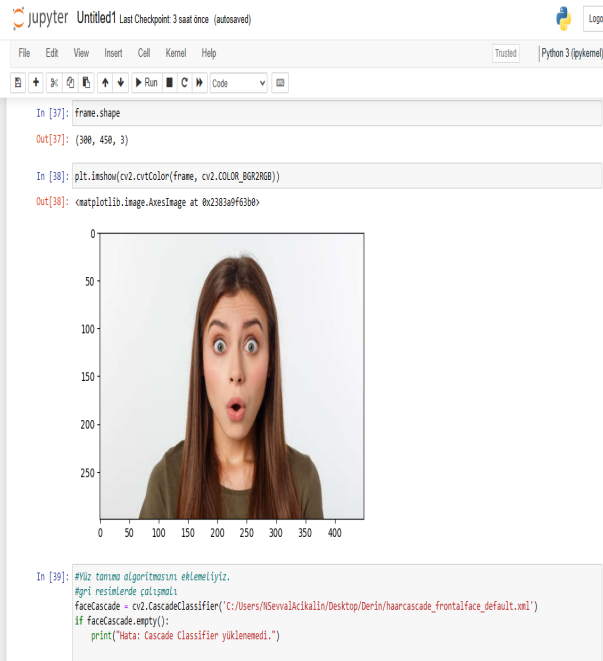 jupyter Untitled1 Last Checkpoint: 3 saat önce (autosaved)
Logo
File Edit View Insert Cell Kernel Help
Trusted
Python 3 (ipykernel)
Run
Code
In [37]: frame.shape
Out[37]: (300, 450, 3)
In [38]: plt.imshow(cv2.cvtColor(frame, cv2.COLOR_BGR2RGB))
Out[38]: <matplotlib.image.AxesImage at 0x2383a9f63b0>
0
50
100
150
200
250
0 50 100 150 200 250 300 350 400
In [39]: #Yüz tanıma algoritmasını eklemeliyiz.
#gri resimlerde çalışmalı
faceCascade = cv2.CascadeClassifier('C:/Users/NSevvalAcikalin/Desktop/Derin/haarcascade_frontalface_default.xml')
if faceCascade.empty():
print("Hata: Cascade Classifier yüklenemedi.")